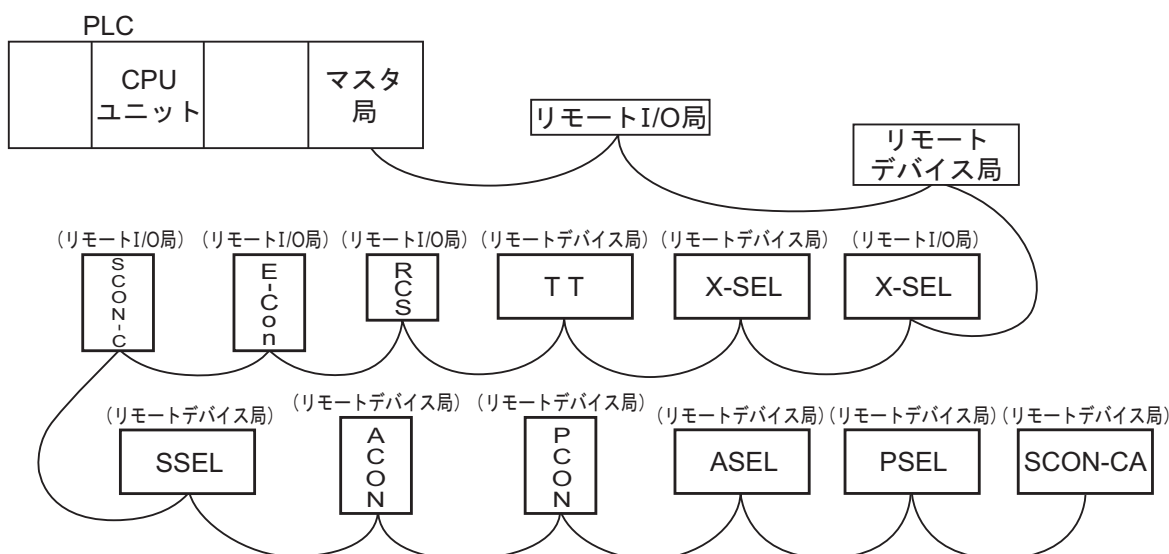 PLC
CPU
ユニット
マスタ
局
リモートI/O局
リモート
デバイス局
（リモートI/O局）
（リモートI/O局）
（リモートI/O局）
（リモートデバイス局）
（リモートデバイス局）
（リモートI/O局）
SCON-C
E-Con
RCS
TT
X-SEL
X-SEL
（リモートデバイス局）
（リモートデバイス局）
（リモートデバイス局）
（リモートデバイス局）
（リモートデバイス局）
（リモートデバイス局）
SSEL
ACON
PCON
ASEL
PSEL
SCON-CA